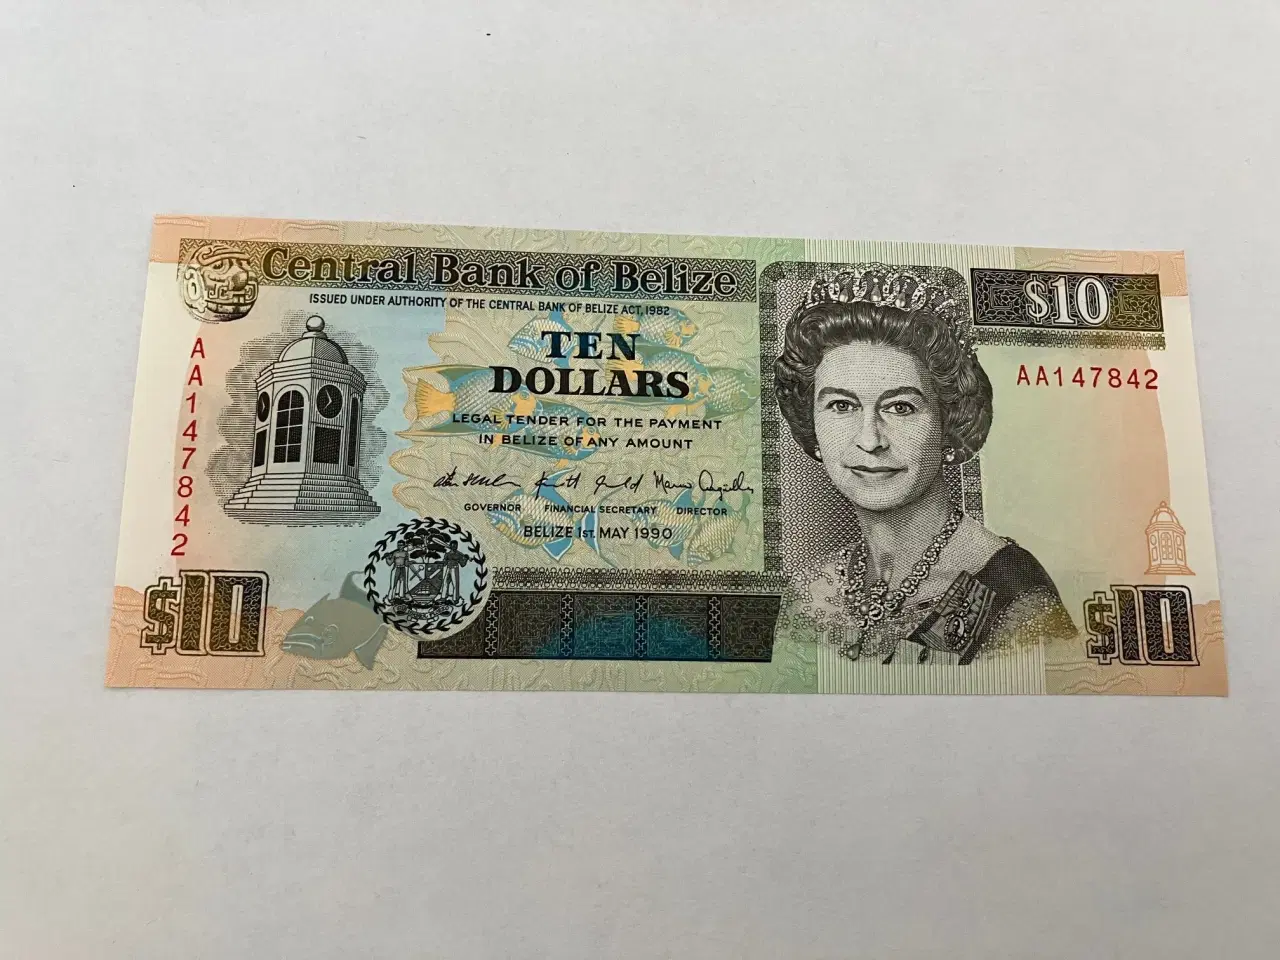 Central Bank of Belize
ISSUED UNDER AUTHORITY OF THE CENTRAL BANK OF BELIZE ACT, 1982
$10
TEN
DOLLARS
AA147842
AA147842
LEGAL TENDER FOR THE PAYMENT
IN BELIZE OF ANY AMOUNT
GOVERNOR FINANCIAL SECRETARY DIRECTOR
BELIZE 1ST. MAY 1990
$10
$10